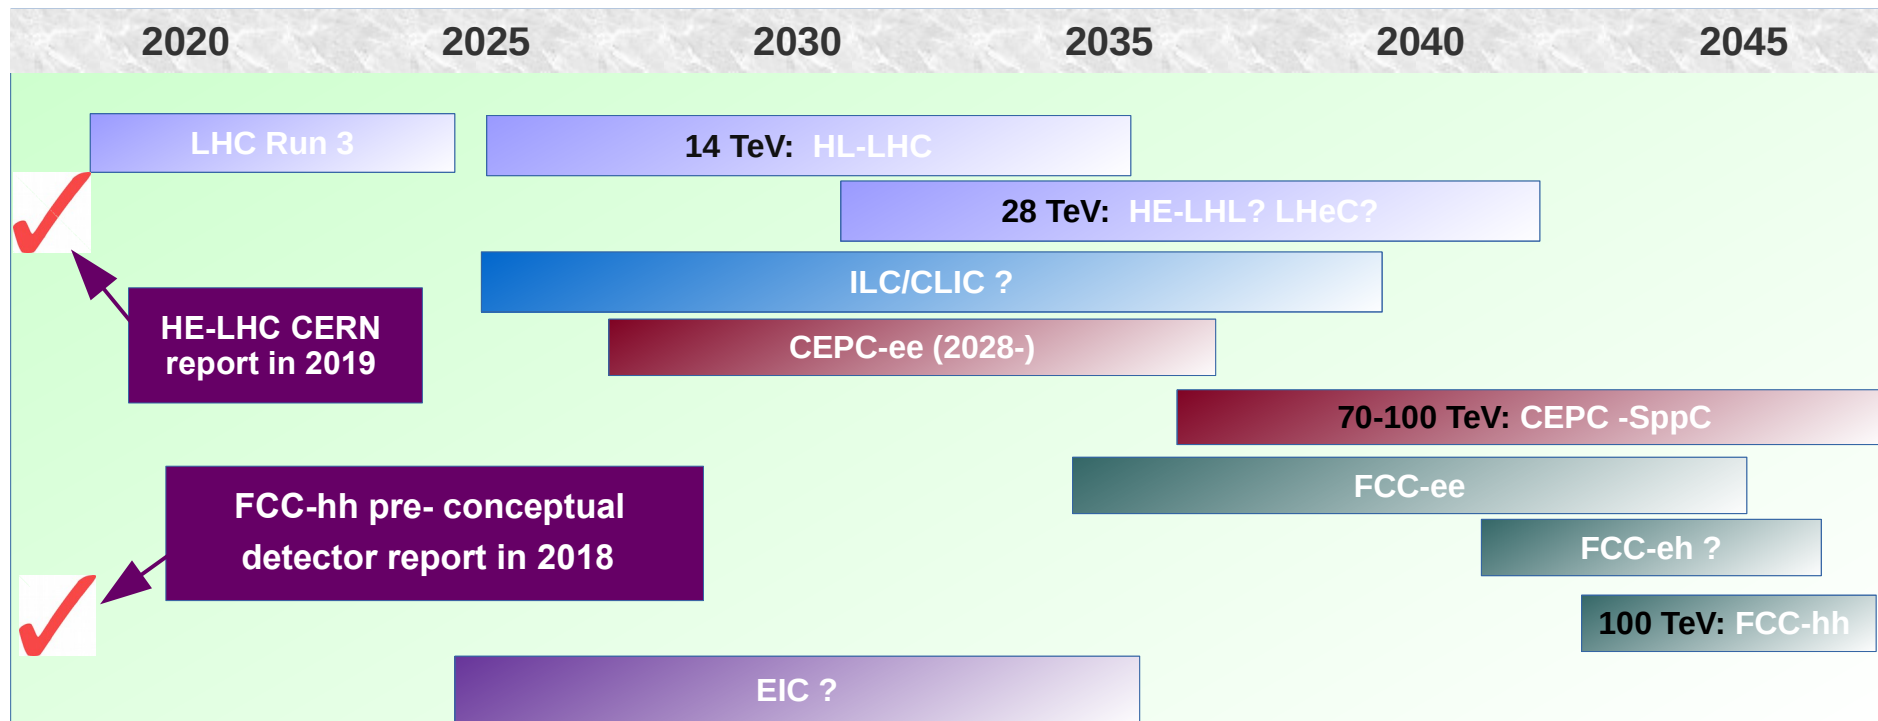 2020 2025 2030 2035 2040 2045
LHC Run 3
14 TeV: HL-LHC
28 TeV: HE-LHL? LHeC?
ILC/CLIC ?
HE-LHC CERN
report in 2019
CEPC-ee (2028-)
70-100 TeV: CEPC -SppC
FCC-ee
FCC-hh pre- conceptual
detector report in 2018
FCC-eh ?
100 TeV: FCC-hh
EIC ?